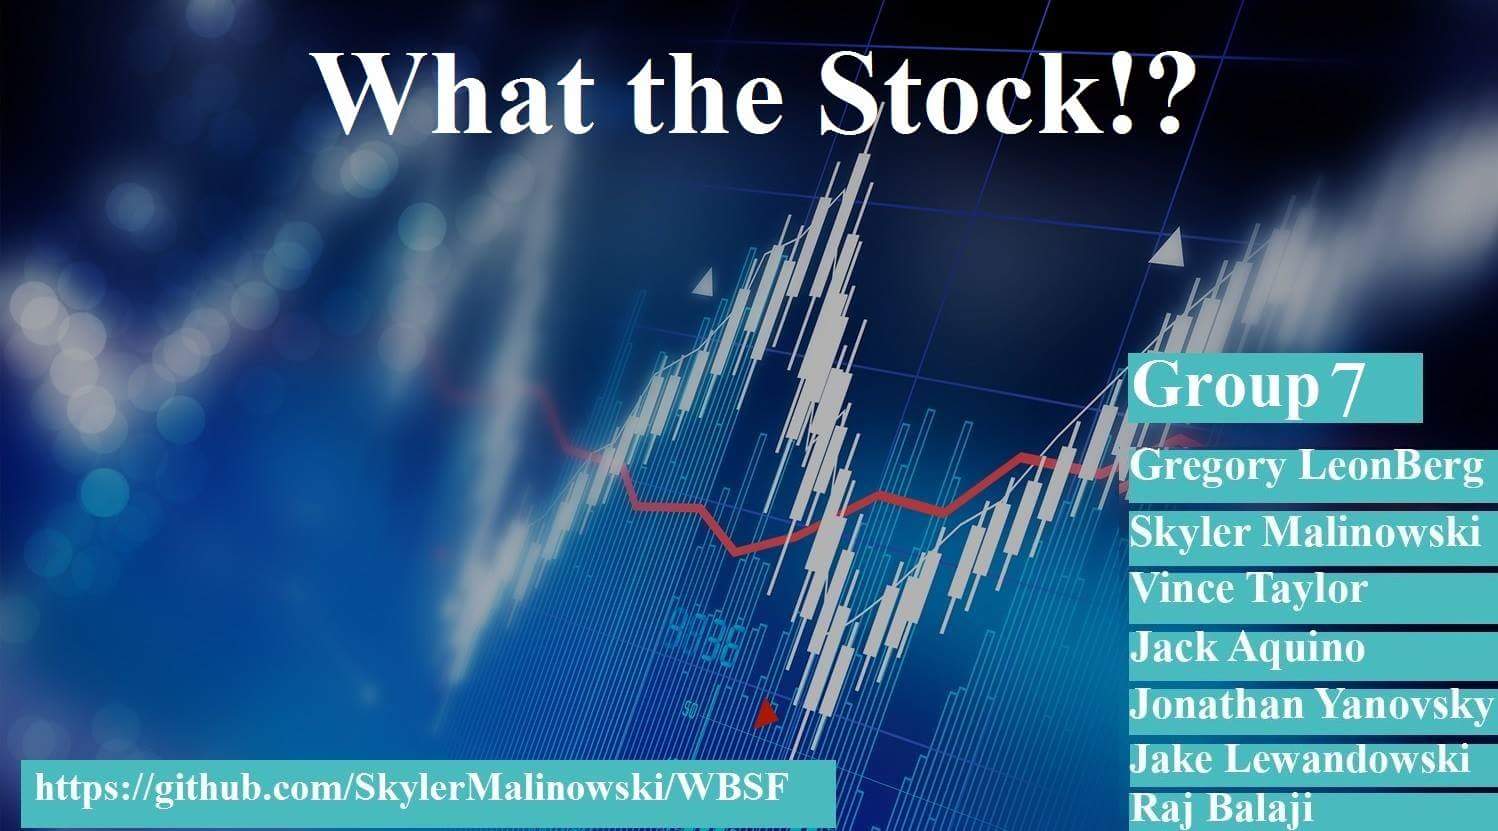 What the Stock!?
Group 7
Gregory LeonBerg
Skyler Malinowski
Vince Taylor
Jack Aquino
Jonathan Yanovsky
Jake Lewandowski
Raj Balaji
50
https://github.com/SkylerMalinowski/WBSF